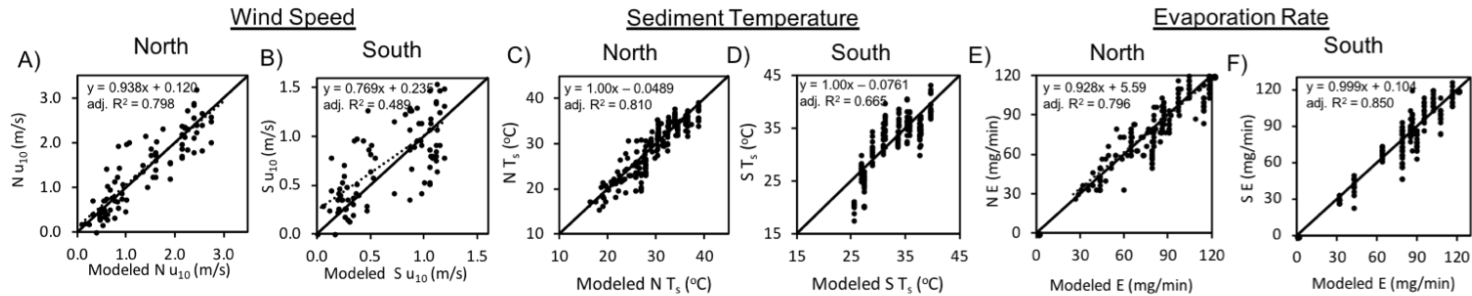 Wind Speed
Sediment Temperature
Evaporation Rate
A)
North
y = 0.938x + 0.120
adj. R² = 0.798
N u₁₀ (m/s)
3.0
2.0
1.0
0.0
0.0 1.0 2.0 3.0
Modeled N u₁₀ (m/s)
B)
South
y = 0.769x + 0.235
adj. R² = 0.489
S u₁₀ (m/s)
1.5
1.0
0.5
0.0
0.0 0.5 1.0 1.5
Modeled S u₁₀ (m/s)
C)
North
y = 1.00x − 0.0489
adj. R² = 0.810
N Tₛ (°C)
40
30
20
10
10 20 30 40
Modeled N Tₛ (°C)
D)
South
y = 1.00x − 0.0761
adj. R² = 0.665
S Tₛ (°C)
45
35
25
15
15 25 35 45
Modeled S Tₛ (°C)
E)
North
y = 0.928x + 5.59
adj. R² = 0.796
N E (mg/min)
120
90
60
30
0
0 30 60 90 120
Modeled E (mg/min)
F)
South
y = 0.999x + 0.104
adj. R² = 0.850
S E (mg/min)
120
90
60
30
0
0 30 60 90 120
Modeled E (mg/min)